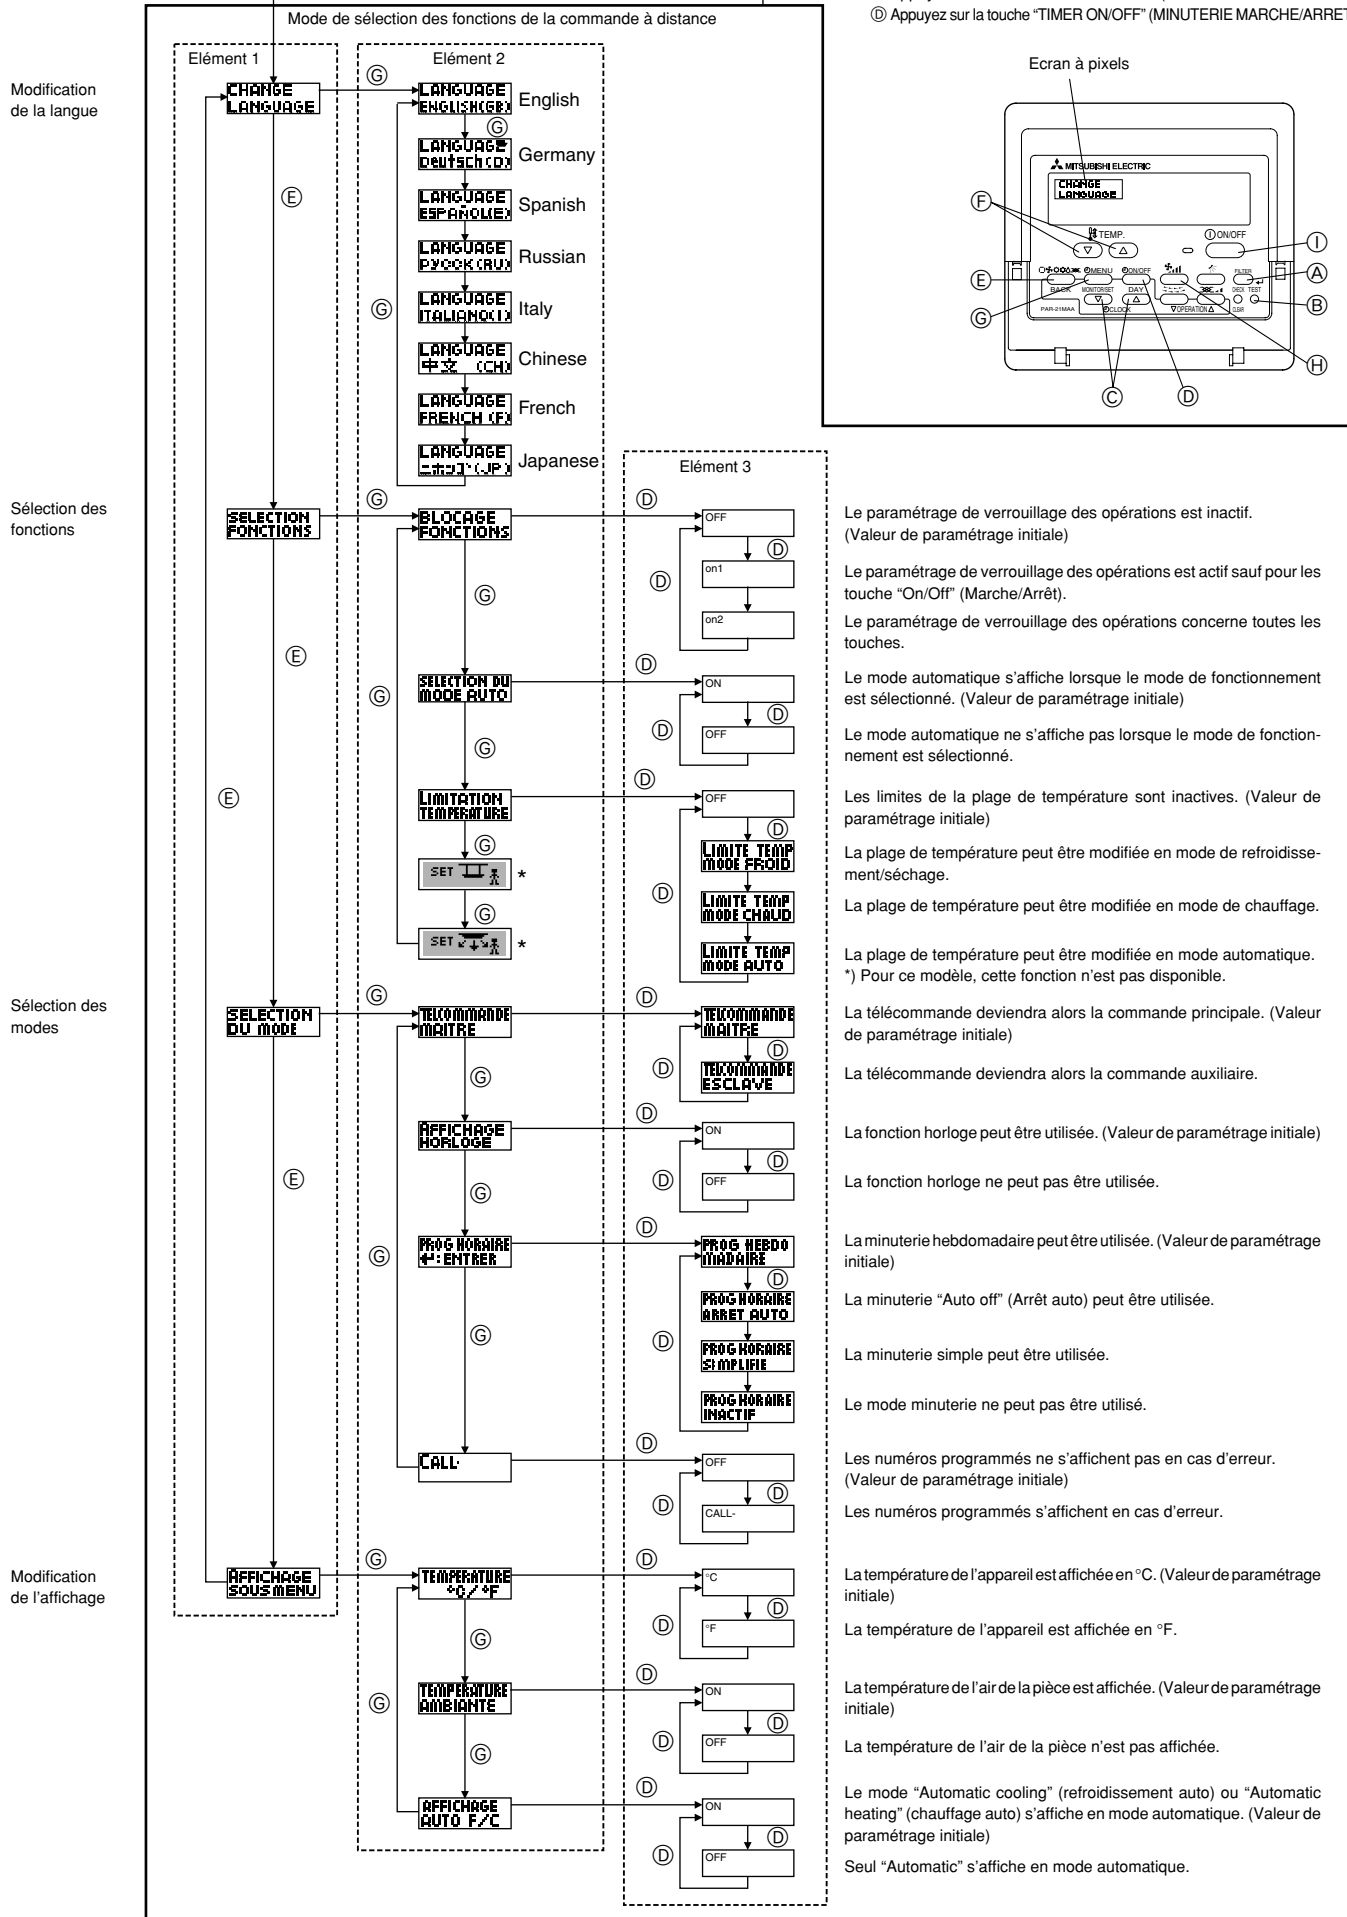 Mode de sélection des fonctions de la commande à distance
Ⓓ Appuyez sur la touche “TIMER ON/OFF” (MINUTERIE MARCHE/ARRET
Elément 1
Elément 2
Modification
de la langue
CHANGE
LANGUAGE
E
G
LANGUAGE
ENGLISH(GB)
English
G
LANGUAGE
Deutsch(D)
Germany
LANGUAGE
ESPAÑOL(E)
Spanish
LANGUAGE
РУССК(RU)
Russian
G
LANGUAGE
ITALIANO(I)
Italy
LANGUAGE
中文 (CH)
Chinese
LANGUAGE
FRENCH (F)
French
LANGUAGE
ニホンゴ(JP)
Japanese
Ecran à pixels
MITSUBISHI ELECTRIC
CHANGE
LANGUAGE
TEMP.
ON/OFF
MENU
ON/OFF
FILTER
BACK
MONITOR/SET
DAY
CHECK
TEST
PAR-21MAA
CLOCK
OPERATION
CLEAR
F
E
G
C
D
I
A
B
H
Elément 3
Sélection des
fonctions
SELECTION
FONCTIONS
E
E
G
BLOCAGE
FONCTIONS
G
G
D
OFF
D
Le paramétrage de verrouillage des opérations est inactif.
(Valeur de paramétrage initiale)
on1
D
Le paramétrage de verrouillage des opérations est actif sauf pour les
touche “On/Off” (Marche/Arrêt).
on2
Le paramétrage de verrouillage des opérations concerne toutes les
touches.
SELECTION DU
MODE AUTO
G
D
ON
D
D
Le mode automatique s’affiche lorsque le mode de fonctionnement
est sélectionné. (Valeur de paramétrage initiale)
OFF
Le mode automatique ne s’affiche pas lorsque le mode de fonction-
nement est sélectionné.
LIMITATION
TEMPERATURE
G
D
OFF
D
D
Les limites de la plage de température sont inactives. (Valeur de
paramétrage initiale)
SET
*
G
LIMITE TEMP
MODE FROID
La plage de température peut être modifiée en mode de refroidisse-
ment/séchage.
LIMITE TEMP
MODE CHAUD
La plage de température peut être modifiée en mode de chauffage.
SET
*
LIMITE TEMP
MODE AUTO
La plage de température peut être modifiée en mode automatique.
*) Pour ce modèle, cette fonction n’est pas disponible.
Sélection des
modes
SELECTION
DU MODE
E
G
TELCOMMANDE
MAITRE
G
G
D
TELCOMMANDE
MAITRE
D
D
La télécommande deviendra alors la commande principale. (Valeur
de paramétrage initiale)
TELCOMMANDE
ESCLAVE
La télécommande deviendra alors la commande auxiliaire.
AFFICHAGE
HORLOGE
G
D
ON
D
D
La fonction horloge peut être utilisée. (Valeur de paramétrage initiale)
OFF
La fonction horloge ne peut pas être utilisée.
PROG HORAIRE
↵:ENTRER
G
D
PROG HEBDO
MADAIRE
D
D
La minuterie hebdomadaire peut être utilisée. (Valeur de paramétrage
initiale)
PROG HORAIRE
ARRET AUTO
La minuterie “Auto off” (Arrêt auto) peut être utilisée.
PROG HORAIRE
SIMPLIFIE
La minuterie simple peut être utilisée.
PROG HORAIRE
INACTIF
Le mode minuterie ne peut pas être utilisé.
CALL-
D
OFF
D
D
Les numéros programmés ne s’affichent pas en cas d’erreur.
(Valeur de paramétrage initiale)
CALL-
Les numéros programmés s’affichent en cas d’erreur.
Modification
de l’affichage
AFFICHAGE
SOUS MENU
G
TEMPERATURE
°C/°F
G
G
D
°C
D
D
La température de l’appareil est affichée en °C. (Valeur de paramétrage
initiale)
°F
La température de l’appareil est affichée en °F.
TEMPERATURE
AMBIANTE
G
D
ON
D
D
La température de l’air de la pièce est affichée. (Valeur de paramétrage
initiale)
OFF
La température de l’air de la pièce n’est pas affichée.
AFFICHAGE
AUTO F/C
D
ON
D
D
Le mode “Automatic cooling” (refroidissement auto) ou “Automatic
heating” (chauffage auto) s’affiche en mode automatique. (Valeur de
paramétrage initiale)
OFF
Seul “Automatic” s’affiche en mode automatique.